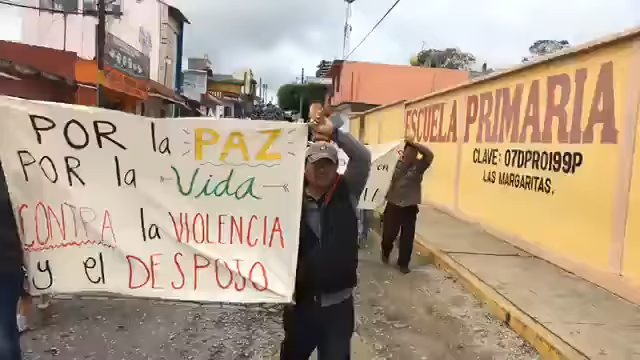 POR la PAZ
POR la Vida
CONTRA la VIOLENCIA
y el DESPOJO
ESCUELA PRIMARIA
CLAVE: 07DPR0199P
LAS MARGARITAS.